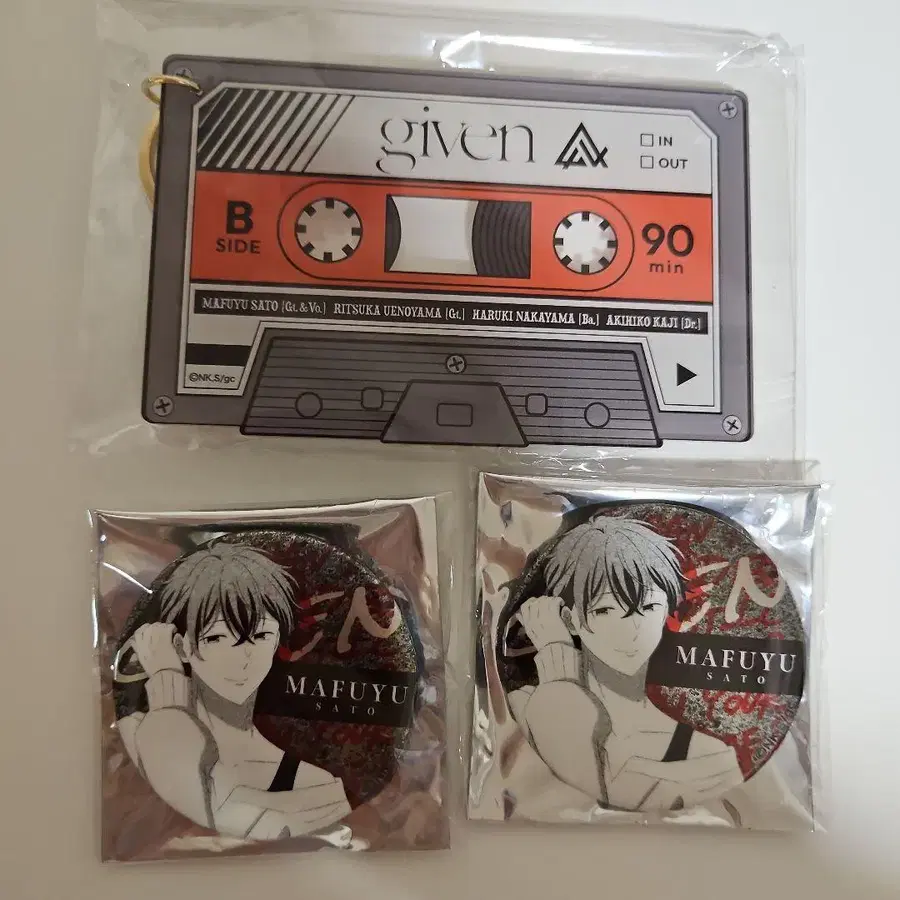 given
IN
OUT
B
SIDE
90
min
MAFUYU SATO [Gt. & Vo.] RITSUKA UENOYAMA [Gt.] HARUKI NAKAYAMA [Ba.] AKIHIKO KAJI [Dr.]
©NK,S/gc
MAFUYU
SATO
MAFUYU
SATO